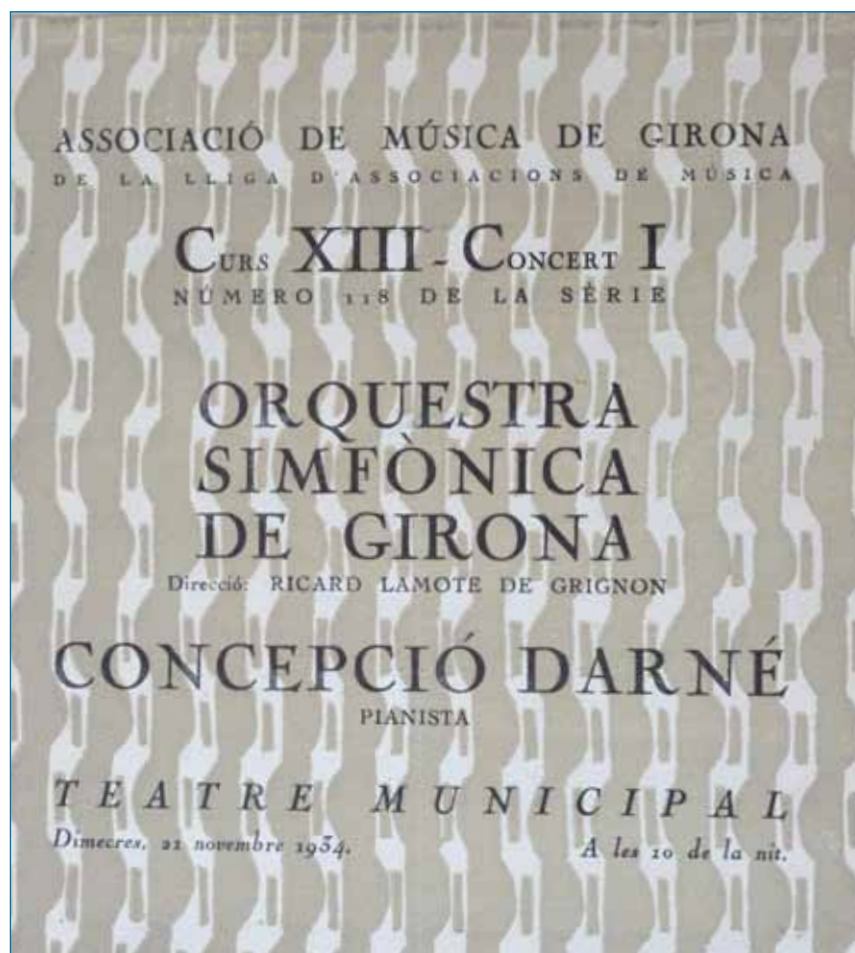 ASSOCIACIÓ DE MÚSICA DE GIRONA
DE LA LLIGA D'ASSOCIACIONS DE MÚSICA
CURS XIII - CONCERT I
NÚMERO 118 DE LA SÈRIE
ORQUESTRA
SIMFÒNICA
DE GIRONA
Direcció: RICARD LAMOTE DE GRIGNON
CONCEPCIÓ DARNÉ
PIANISTA
TEATRE MUNICIPAL
Dimecres, 21 novembre 1934. A les 10 de la nit.